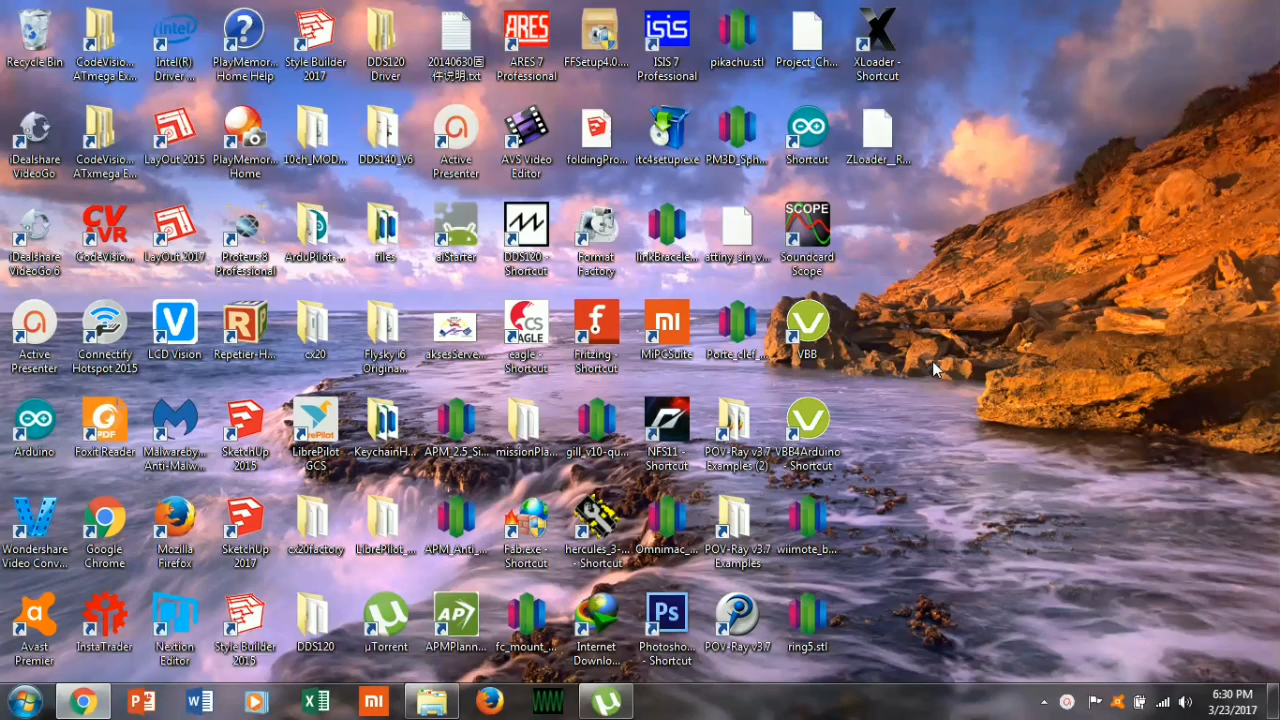 Recycle Bin
CodeVisio...
ATmega Ex...
Intel(R)
Driver ...
PlayMemor...
Home Help
Style Builder
2017
DDS120
Driver
20140630固
件说明.txt
ARES 7
Professional
FFSetup4.0....
ISIS 7
Professional
pikachu.stl
Project_Ch...
XLoader -
Shortcut
iDealshare
VideoGo
CodeVisio...
ATxmega E...
LayOut 2015
PlayMemor...
Home
10ch_MOD...
DDS140_V6
Active
Presenter
AVS Video
Editor
foldingPro...
itc4setup.exe
PM3D_Sph...
Shortcut
ZLoader__R...
iDealshare
VideoGo 6
CV
AVR
CodeVisio...
LayOut 2017
Proteus 8
Professional
ArduPilot-...
files
aiStarter
DDS120 -
Shortcut
Format
Factory
linkBracele...
attiny_sin_v...
SCOPE
Soundcard
Scope
Active
Presenter
Connectify
Hotspot 2015
LCD Vision
Repetier-H...
cx20
Flysky i6
Origina...
aksesServe...
CS
EAGLE
eagle -
Shortcut
Fritzing -
Shortcut
MiPCSuite
Porte_clef_...
VBB
Arduino
PDF
Foxit Reader
Malwareby...
Anti-Malw...
SketchUp
2015
LibrePilot
GCS
KeychainH...
APM_2.5_Si...
missionPla...
gill_v10-qu...
NFS11 -
Shortcut
POV-Ray v3.7
Examples (2)
VBB4Arduino
- Shortcut
Wondershare
Video Conv...
Google
Chrome
Mozilla
Firefox
SketchUp
2017
cx20factory
LibrePilot_...
APM_Anti_...
Fab.exe -
Shortcut
hercules_3-...
- Shortcut
Omnimac_...
POV-Ray v3.7
Examples
wiimote_b...
Avast
Premier
InstaTrader
Nextion
Editor
Style Builder
2015
DDS120
µTorrent
APMPlann...
fc_mount_...
Internet
Downlo...
Ps
Photosho...
- Shortcut
POV-Ray v3.7
ring5.stl
6:30 PM
3/23/2017